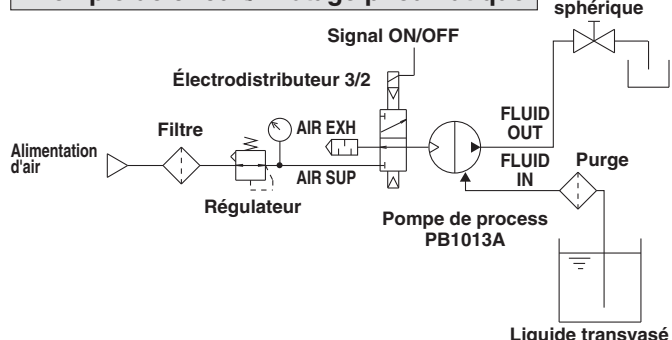 sphérique
Signal ON/OFF
Électrodistributeur 3/2
FLUID
OUT
Filtre
AIR EXH
Alimentation
d'air
FLUID
IN
Purge
AIR SUP
Régulateur
Pompe de process
PB1013A
Liquide transvasé